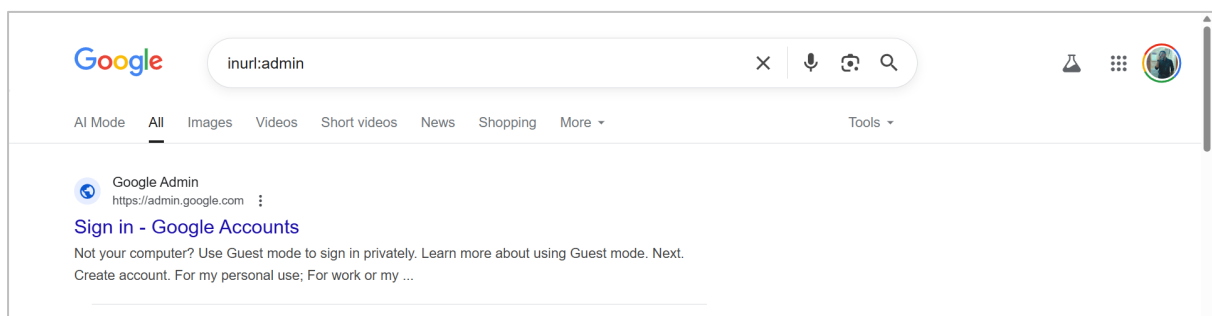 Google
inurl:admin
AI Mode All Images Videos Short videos News Shopping More Tools
Google Admin
https://admin.google.com
Sign in - Google Accounts
Not your computer? Use Guest mode to sign in privately. Learn more about using Guest mode. Next.
Create account. For my personal use; For work or my ...